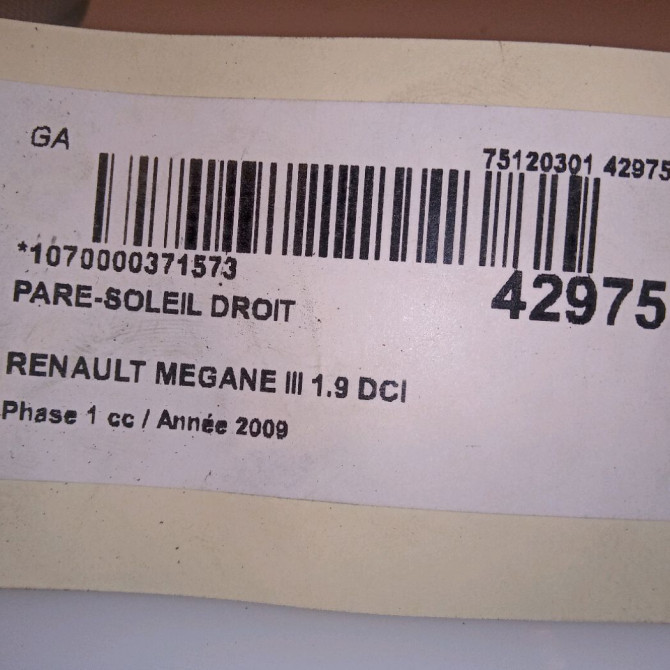 GA
75120301 42975
*1070000371573
42975
PARE-SOLEIL DROIT
RENAULT MEGANE III 1.9 DCI
Phase 1 cc / Année 2009